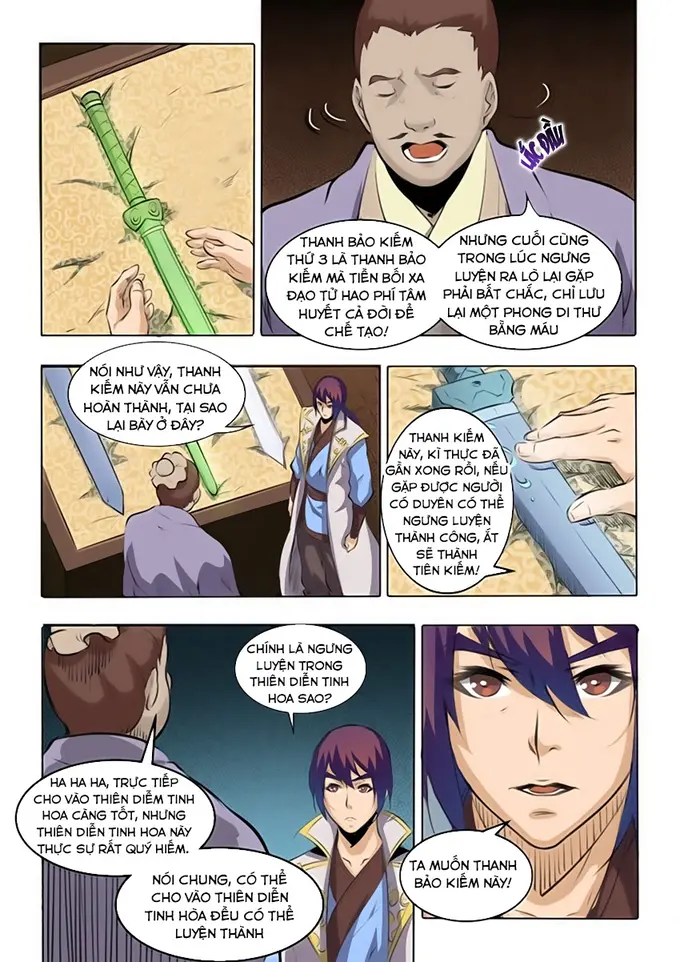 LẮC ĐẦU
THANH BẢO KIẾM
THỨ 3 LÀ THANH BẢO
KIẾM MÀ TIỀN BỐI XA
ĐẠO TỬ HAO PHÍ TÂM
HUYẾT CẢ ĐỜI ĐỂ
CHẾ TẠO!
NHƯNG CUỐI CÙNG
TRONG LÚC NGƯNG
LUYỆN RA LÒ LẠI GẶP
PHẢI BẤT CHẮC, CHỈ LƯU
LẠI MỘT PHONG DI THƯ
BẰNG MÁU
NÓI NHƯ VẬY, THANH
KIẾM NÀY VẪN CHƯA
HOÀN THÀNH, TẠI SAO
LẠI BÀY Ở ĐÂY?
THANH KIẾM
NÀY, KÌ THỰC ĐÃ
GẦN XONG RỒI, NẾU
GẶP ĐƯỢC NGƯỜI
CÓ DUYÊN CÓ THỂ
NGƯNG LUYỆN
THÀNH CÔNG, ẮT
SẼ THÀNH
TIÊN KIẾM!
CHÍNH LÀ NGƯNG
LUYỆN TRONG
THIÊN DIỄN TINH
HOA SAO?
HA HA HA, TRỰC TIẾP
CHO VÀO THIÊN DIỄM TINH
HOA CÀNG TỐT, NHƯNG
THIÊN DIỄN TINH HOA NÀY
THỰC SỰ RẤT QUÝ HIẾM.
NÓI CHUNG, CÓ THỂ
CHO VÀO THIÊN DIỄN
TINH HỎA ĐỀU CÓ THỂ
LUYỆN THÀNH
TA MUỐN THANH
BẢO KIẾM NÀY!